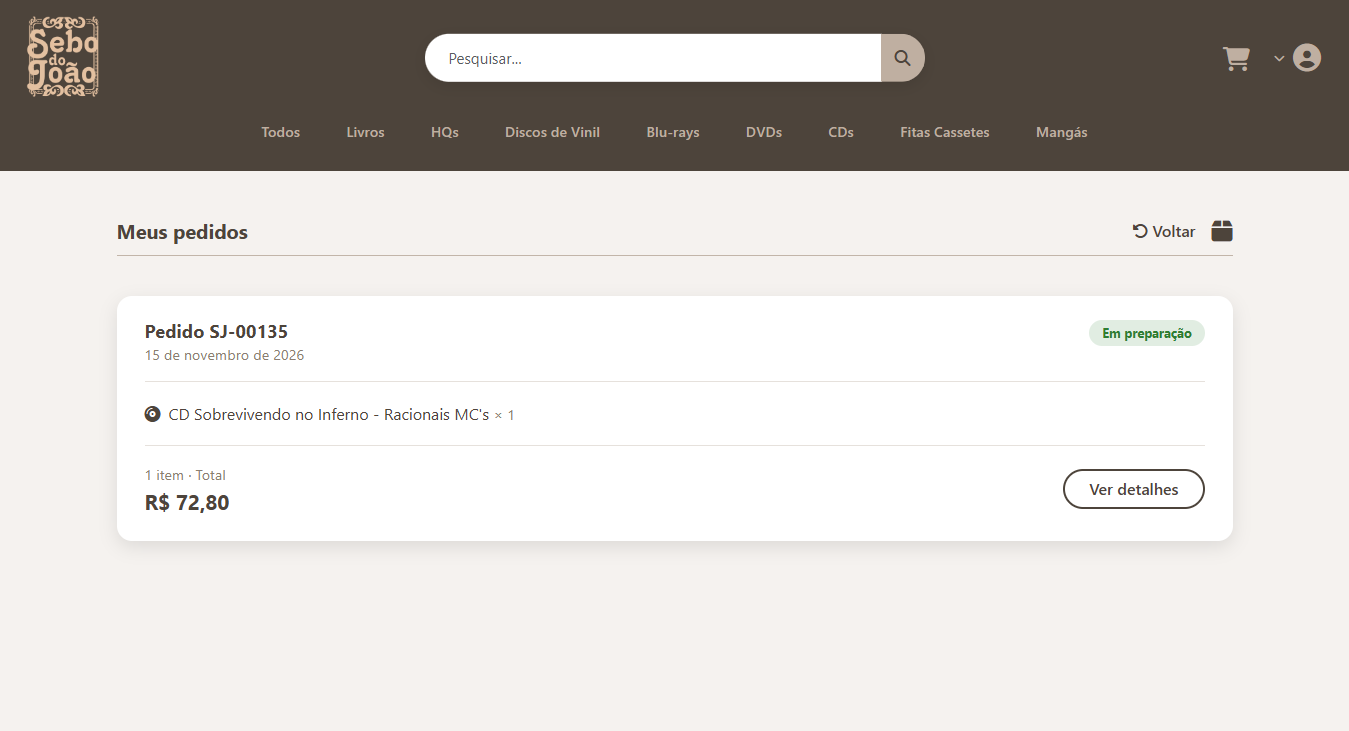 Sebo
do
João
Pesquisar...
Todos Livros HQs Discos de Vinil Blu-rays DVDs CDs Fitas Cassetes Mangás
Meus pedidos Voltar
Pedido SJ-00135 Em preparação
15 de novembro de 2026
CD Sobrevivendo no Inferno - Racionais MC's × 1
1 item · Total
R$ 72,80 Ver detalhes